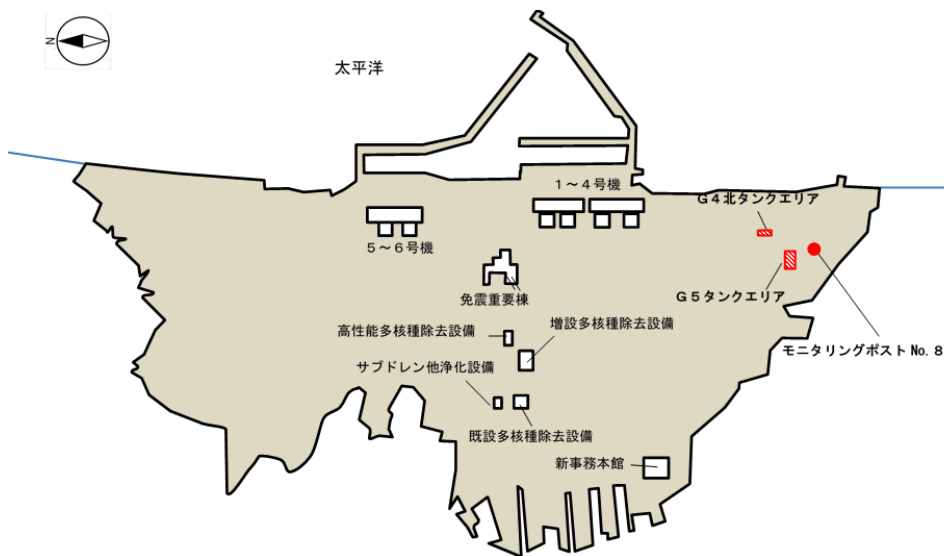 N
太平洋
1～4号機
G4北タンクエリア
5～6号機
G5タンクエリア
免震重要棟
高性能多核種除去設備
増設多核種除去設備
モニタリングポスト No. 8
サブドレン他浄化設備
既設多核種除去設備
新事務本館